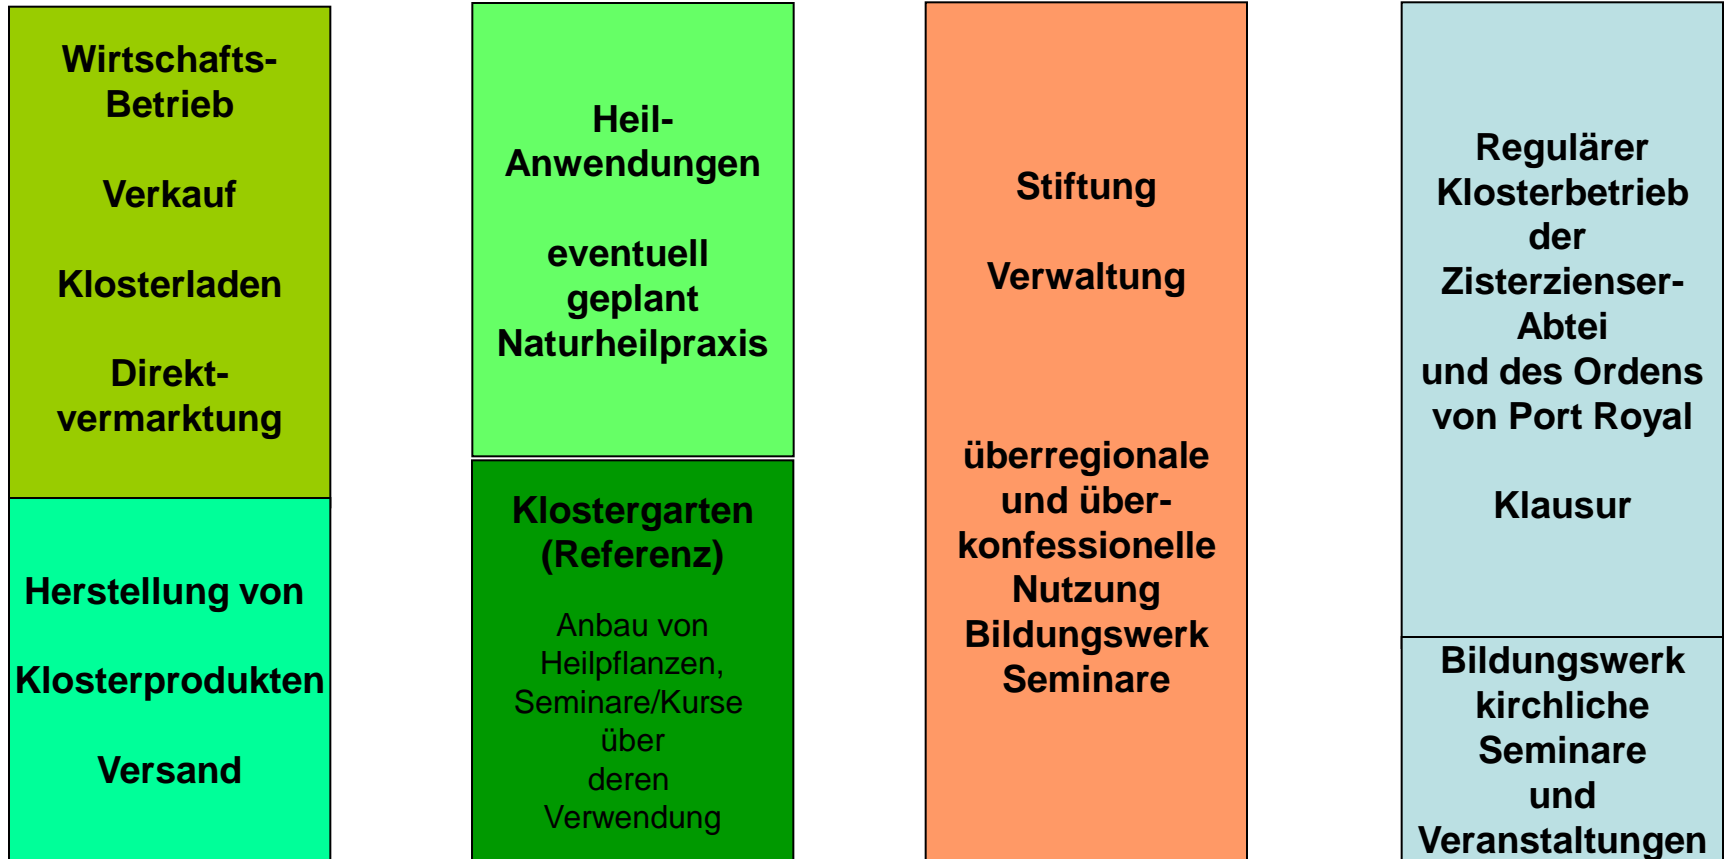 Wirtschafts-
Betrieb
Verkauf
Klosterladen
Direkt-
vermarktung
Herstellung von
Klosterprodukten
Versand
Heil-
Anwendungen
eventuell
geplant
Naturheilpraxis
Klostergarten
(Referenz)
Anbau von
Heilpflanzen,
Seminare/Kurse
über
deren
Verwendung
Stiftung
Verwaltung
überregionale
und über-
konfessionelle
Nutzung
Bildungswerk
Seminare
Regulärer
Klosterbetrieb
der
Zisterzienser-
Abtei
und des Ordens
von Port Royal
Klausur
Bildungswerk
kirchliche
Seminare
und
Veranstaltungen